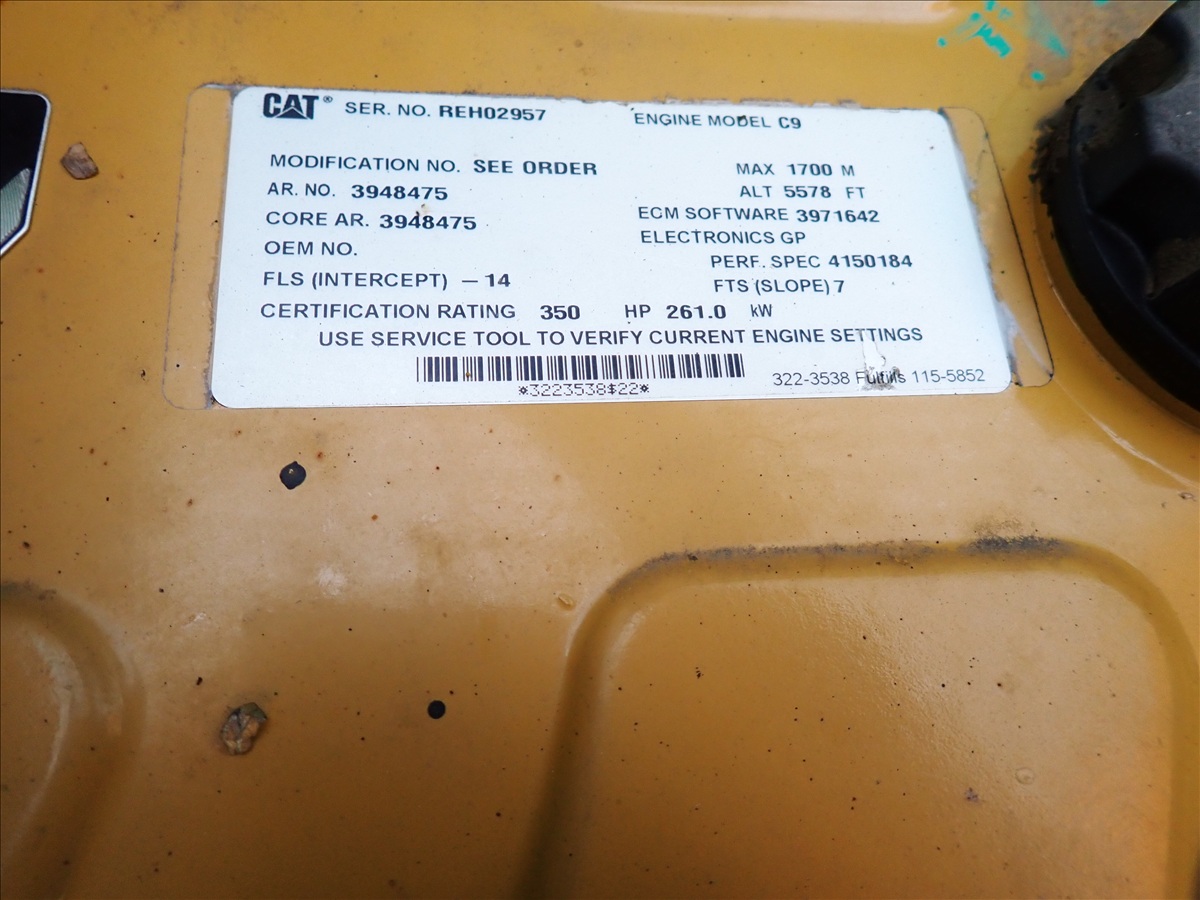 CAT® SER. NO. REH02957 ENGINE MODEL C9
MODIFICATION NO. SEE ORDER MAX 1700 M
AR. NO. 3948475 ALT 5578 FT
CORE AR. 3948475 ECM SOFTWARE 3971642
OEM NO. ELECTRONICS GP
PERF. SPEC 4150184
FLS (INTERCEPT) –14 FTS (SLOPE) 7
CERTIFICATION RATING 350 HP 261.0 kW
USE SERVICE TOOL TO VERIFY CURRENT ENGINE SETTINGS
*3223538$22* 322-3538 Fulfills 115-5852